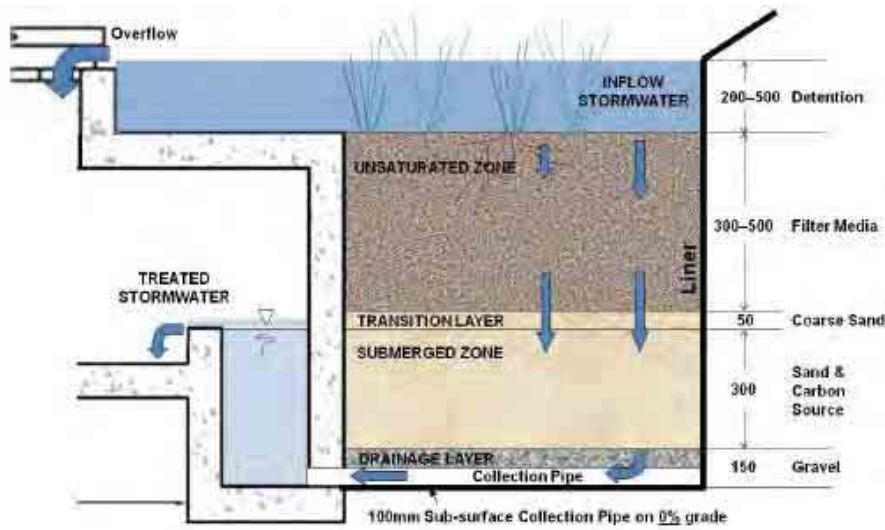 Overflow
INFLOW
STORMWATER
200–500 Detention
UNSATURATED ZONE
300–500 Filter Media
Liner
TREATED
STORMWATER
TRANSITION LAYER
50 Coarse Sand
SUBMERGED ZONE
Sand &
300 Carbon
Source
DRAINAGE LAYER
Collection Pipe
150 Gravel
100mm Sub-surface Collection Pipe on 0% grade